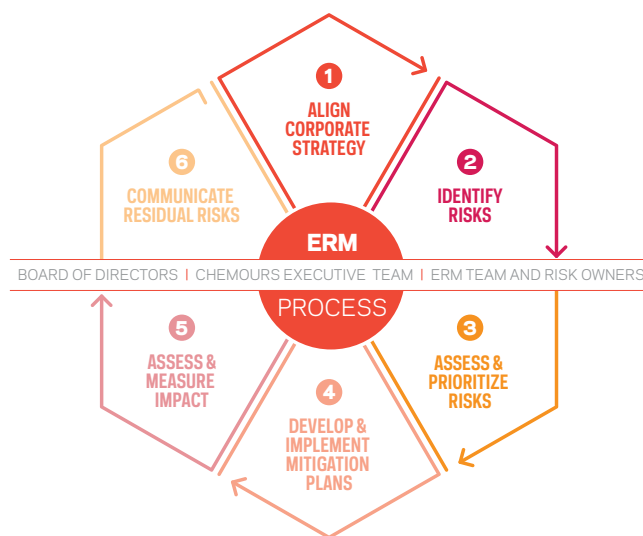 1
ALIGN
CORPORATE
STRATEGY
2
IDENTIFY
RISKS
6
COMMUNICATE
RESIDUAL RISKS
ERM
BOARD OF DIRECTORS | CHEMOURS EXECUTIVE TEAM | ERM TEAM AND RISK OWNERS
PROCESS
3
ASSESS &
PRIORITIZE
RISKS
4
DEVELOP &
IMPLEMENT
MITIGATION
PLANS
5
ASSESS &
MEASURE
IMPACT